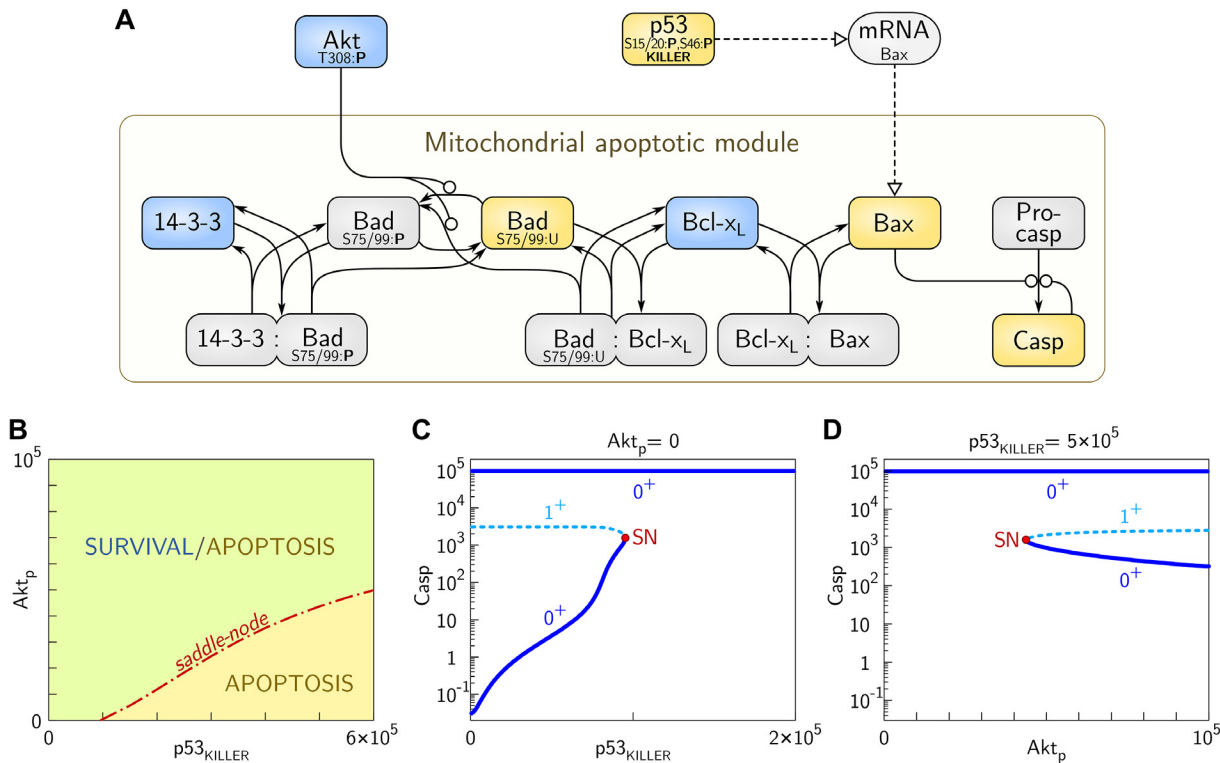 A
Akt
T308:P
p53
S15/20:P,S46:P
KILLER
mRNA
Bax
Mitochondrial apoptotic module
14-3-3
Bad
S75/99:P
Bad
S75/99:U
Bcl-xL
Bax
Pro-
casp
14-3-3 : Bad
S75/99:P
Bad : Bcl-xL
S75/99:U
Bcl-xL : Bax
Casp
B
10^5
Aktp
SURVIVAL/APOPTOSIS
saddle-node
APOPTOSIS
0
0
p53KILLER
6×10^5
C
Aktp= 0
Casp
10^5
10^4
10^3
10^2
10
1
10^-1
0^+
1^+
SN
0^+
0
p53KILLER
2×10^5
D
p53KILLER= 5×10^5
Casp
10^5
10^4
10^3
10^2
10
1
10^-1
0^+
1^+
SN
0^+
0
Aktp
10^5